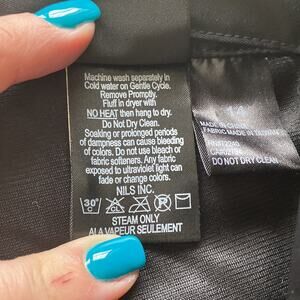 Machine wash separately in
Cold water on Gentle Cycle.
Remove Promptly.
Fluff in dryer with
NO HEAT then hang to dry.
Do Not Dry Clean.
Soaking or prolonged periods
of dampness can cause bleeding
of colors. Do not use bleach or
fabric softeners. Any fabric
exposed to ultraviolet light can
fade or change colors.
NILS INC.
30°
C
STEAM ONLY
A LA VAPEUR SEULEMENT
MADE IN CHINA
FABRIC MADE IN TAIWAN
DO NOT DRY CLEAN